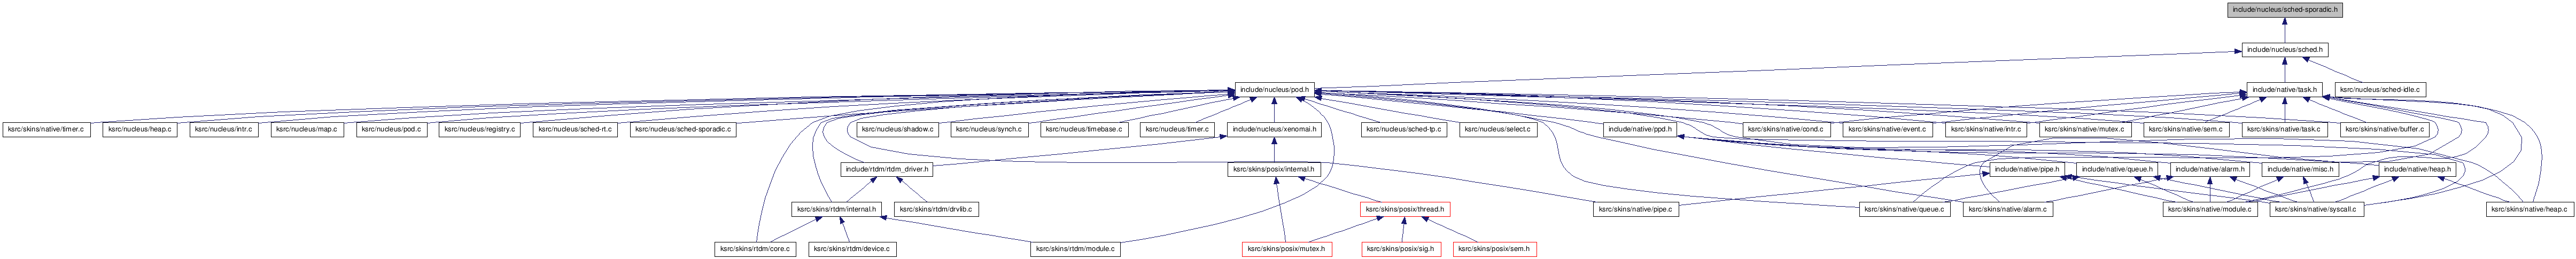 include/nucleus/sched-sporadic.h
include/nucleus/sched.h
include/nucleus/pod.h
include/native/task.h
ksrc/nucleus/sched-idle.c
ksrc/skins/native/timer.c
ksrc/nucleus/heap.c
ksrc/nucleus/intr.c
ksrc/nucleus/map.c
ksrc/nucleus/pod.c
ksrc/nucleus/registry.c
ksrc/nucleus/sched-rt.c
ksrc/nucleus/sched-sporadic.c
ksrc/nucleus/shadow.c
ksrc/nucleus/synch.c
ksrc/nucleus/timebase.c
ksrc/nucleus/timer.c
include/nucleus/xenomai.h
ksrc/nucleus/sched-tp.c
ksrc/nucleus/select.c
include/native/ppd.h
ksrc/skins/native/cond.c
ksrc/skins/native/event.c
ksrc/skins/native/intr.c
ksrc/skins/native/mutex.c
ksrc/skins/native/sem.c
ksrc/skins/native/task.c
ksrc/skins/native/buffer.c
include/rtdm/rtdm_driver.h
ksrc/skins/posix/internal.h
include/native/pipe.h
include/native/queue.h
include/native/alarm.h
include/native/misc.h
include/native/heap.h
ksrc/skins/rtdm/internal.h
ksrc/skins/rtdm/drvlib.c
ksrc/skins/posix/thread.h
ksrc/skins/native/pipe.c
ksrc/skins/native/queue.c
ksrc/skins/native/alarm.c
ksrc/skins/native/module.c
ksrc/skins/native/syscall.c
ksrc/skins/native/heap.c
ksrc/skins/rtdm/core.c
ksrc/skins/rtdm/device.c
ksrc/skins/rtdm/module.c
ksrc/skins/posix/mutex.h
ksrc/skins/posix/sig.h
ksrc/skins/posix/sem.h